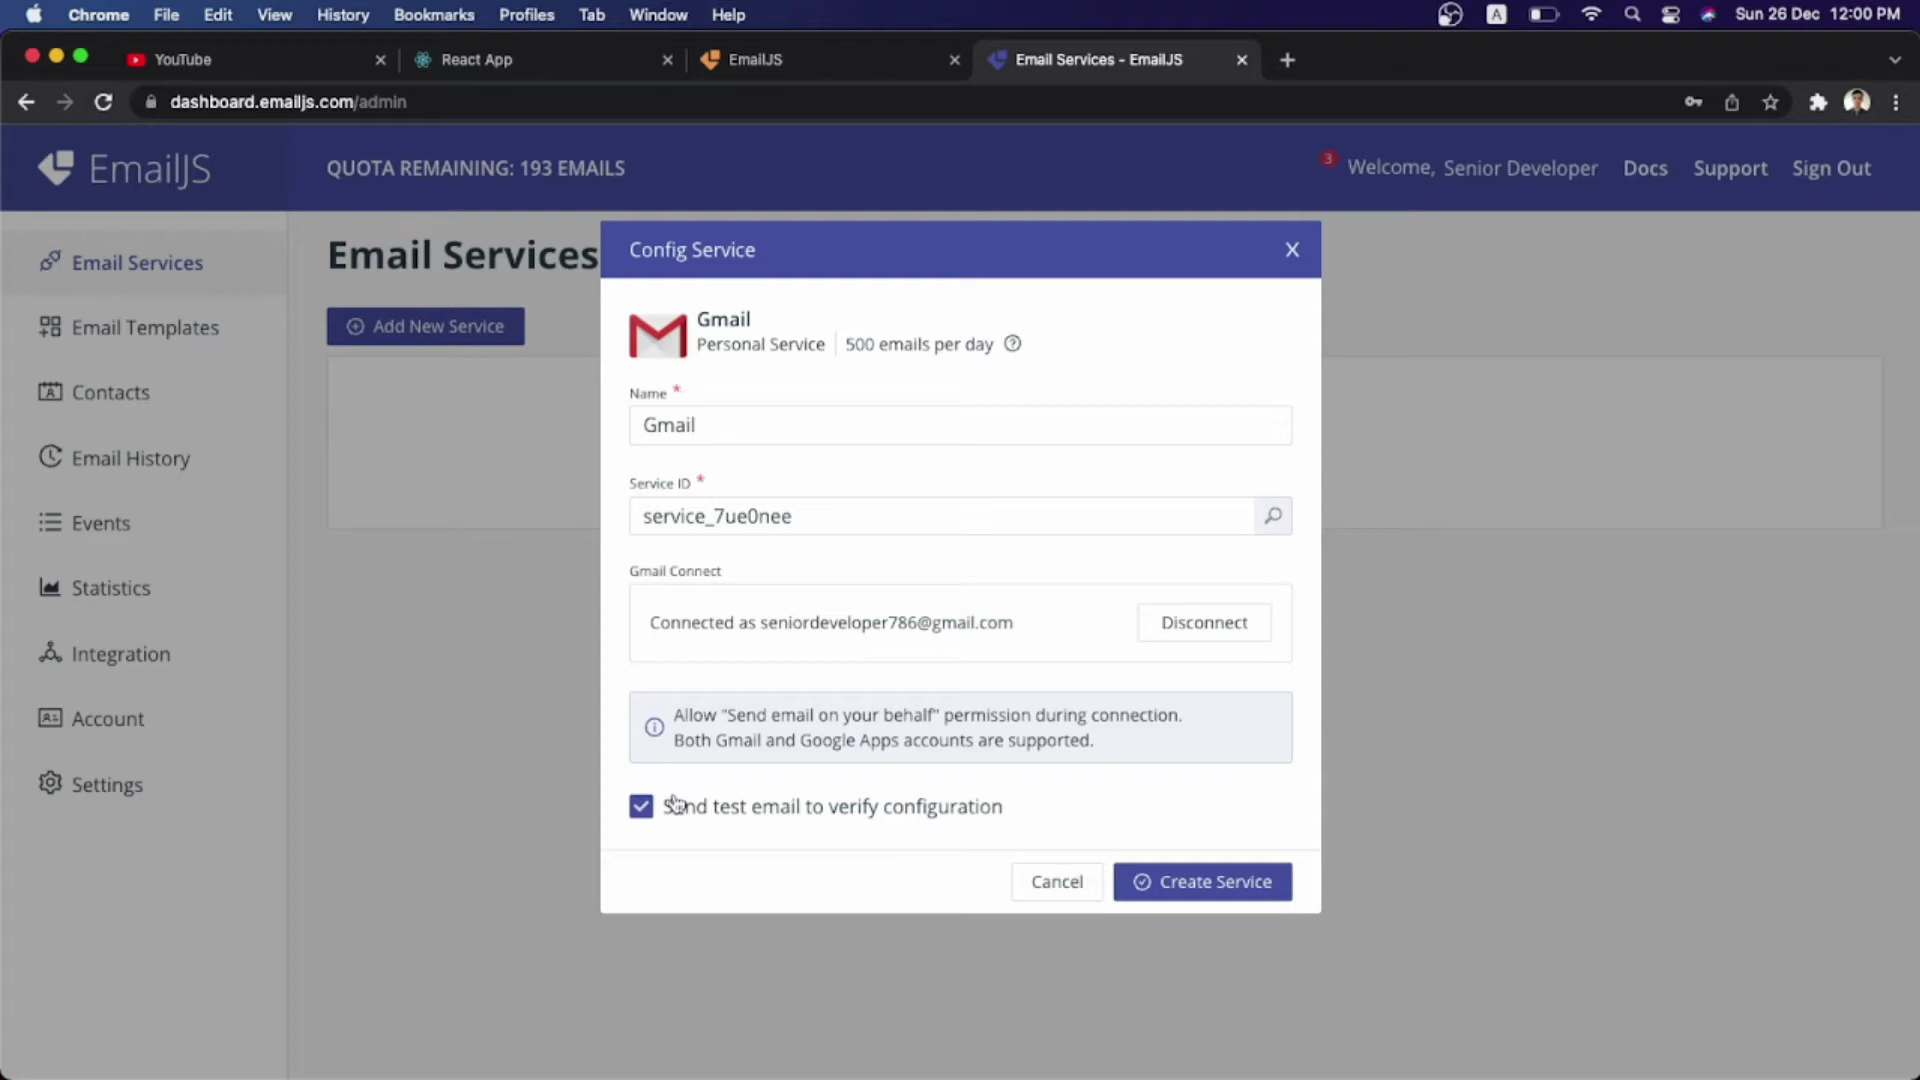 Chrome File Edit View History Bookmarks Profiles Tab Window Help
A
Sun 26 Dec 12:00 PM
YouTube
React App
EmailJS
Email Services - EmailJS
dashboard.emailjs.com/admin
EmailJS
QUOTA REMAINING: 193 EMAILS
3
Welcome, Senior Developer
Docs
Support
Sign Out
Email Services
Email Templates
Contacts
Email History
Events
Statistics
Integration
Account
Settings
Email Services
Add New Service
Config Service
X
Gmail
Personal Service
500 emails per day
Name *
Gmail
Service ID *
service_7ue0nee
Gmail Connect
Connected as seniordeveloper786@gmail.com
Disconnect
Allow "Send email on your behalf" permission during connection.
Both Gmail and Google Apps accounts are supported.
Send test email to verify configuration
Cancel
Create Service